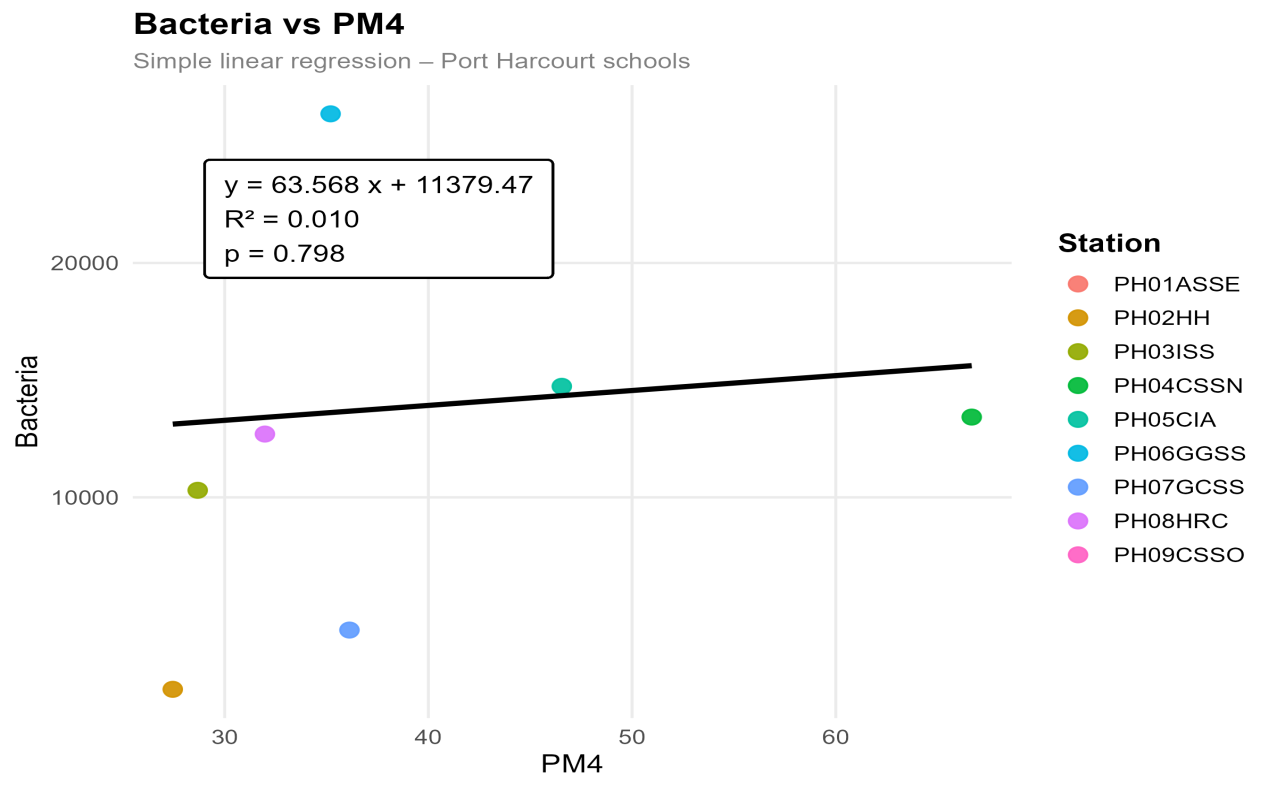 Bacteria vs PM4
Simple linear regression – Port Harcourt schools
y = 63.568 x + 11379.47
R² = 0.010
p = 0.798
20000
10000
Bacteria
30
40
50
60
PM4
Station
PH01ASSE
PH02HH
PH03ISS
PH04CSSN
PH05CIA
PH06GGSS
PH07GCSS
PH08HRC
PH09CSSO